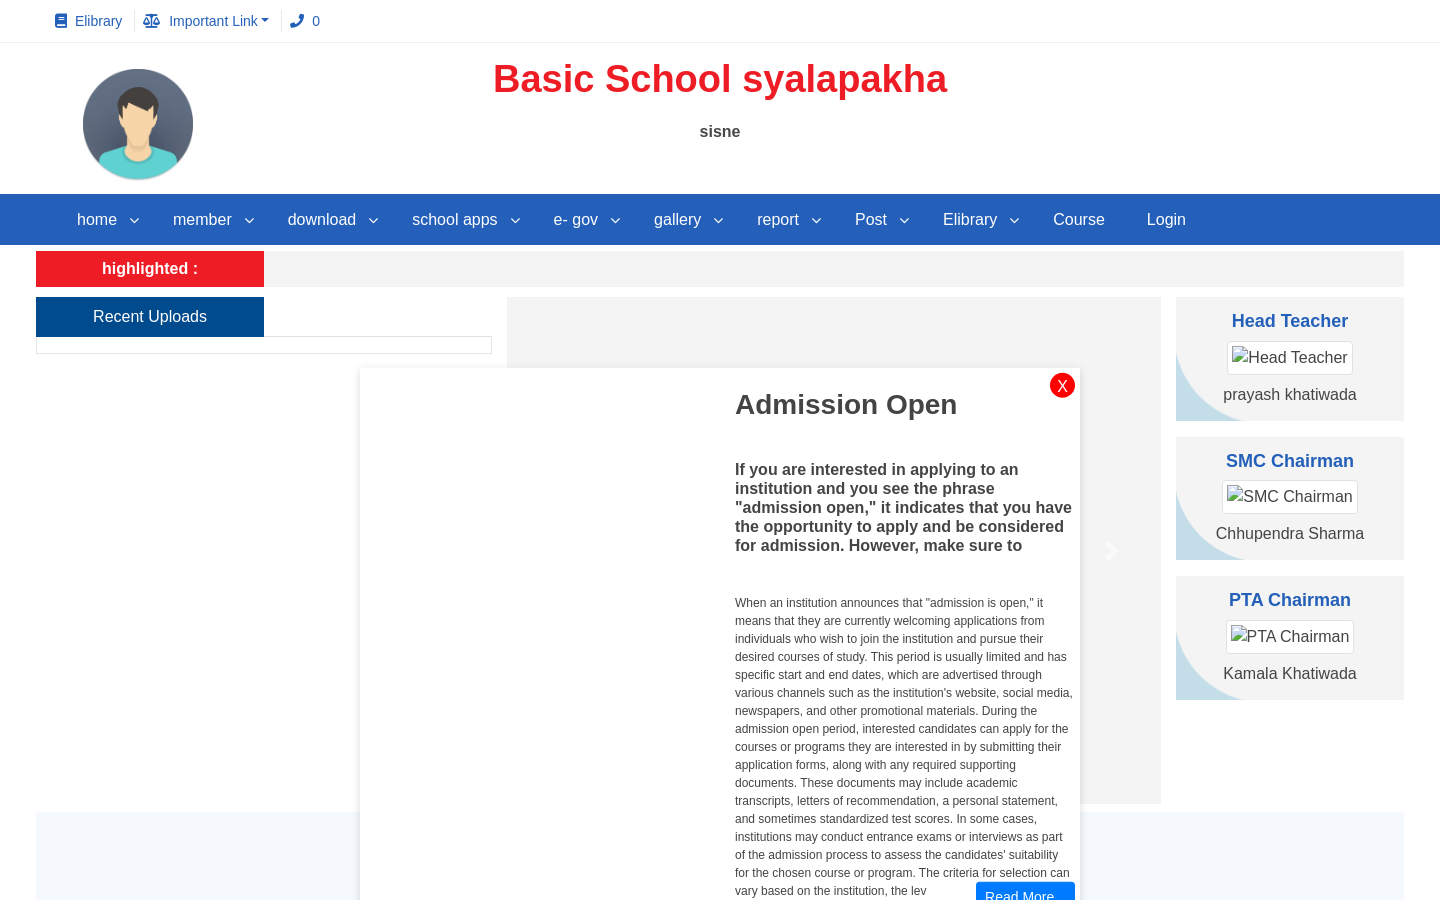 Elibrary
Important Link
0
Basic School syalapakha
sisne
home
member
download
school apps
e- gov
gallery
report
Post
Elibrary
Course
Login
highlighted :
Recent Uploads
Head Teacher
Head Teacher
prayash khatiwada
SMC Chairman
SMC Chairman
Chhupendra Sharma
PTA Chairman
PTA Chairman
Kamala Khatiwada
X
Admission Open
If you are interested in applying to an
institution and you see the phrase
"admission open," it indicates that you have
the opportunity to apply and be considered
for admission. However, make sure to
When an institution announces that "admission is open," it
means that they are currently welcoming applications from
individuals who wish to join the institution and pursue their
desired courses of study. This period is usually limited and has
specific start and end dates, which are advertised through
various channels such as the institution's website, social media,
newspapers, and other promotional materials. During the
admission open period, interested candidates can apply for the
courses or programs they are interested in by submitting their
application forms, along with any required supporting
documents. These documents may include academic
transcripts, letters of recommendation, a personal statement,
and sometimes standardized test scores. In some cases,
institutions may conduct entrance exams or interviews as part
of the admission process to assess the candidates' suitability
for the chosen course or program. The criteria for selection can
vary based on the institution, the lev
Read More